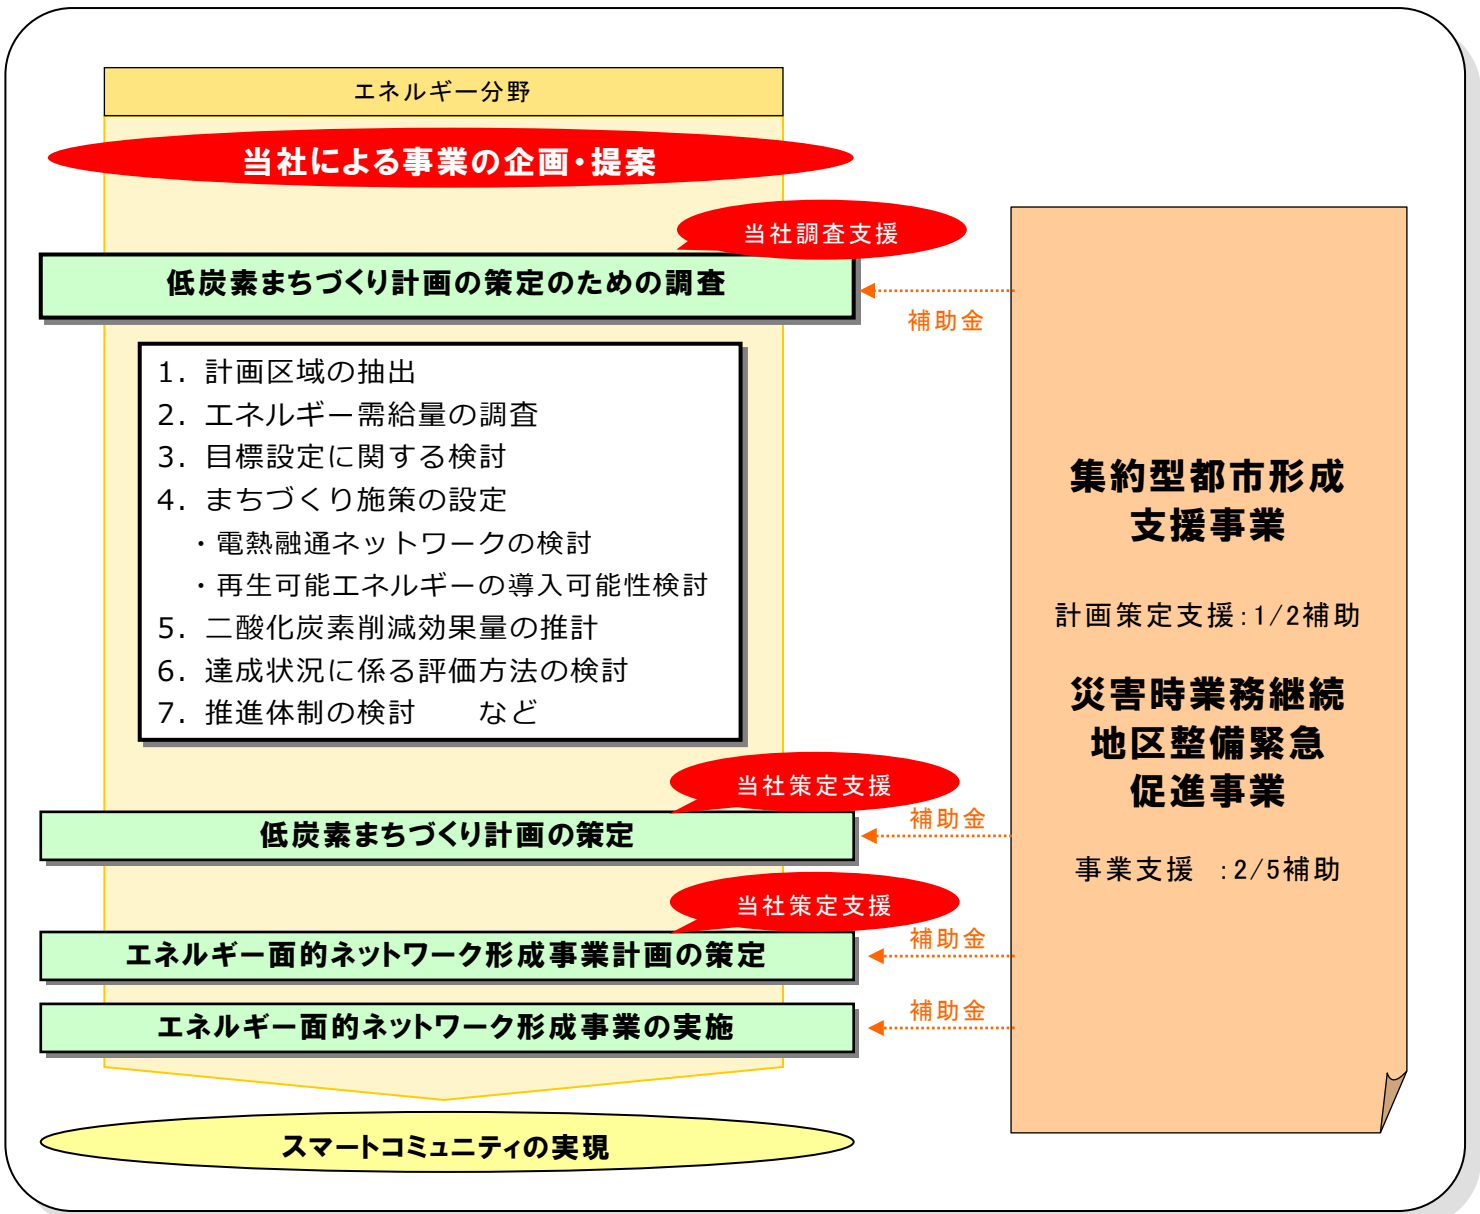 エネルギー分野
当社による事業の企画・提案
当社調査支援
低炭素まちづくり計画の策定のための調査
補助金
1. 計画区域の抽出
2. エネルギー需給量の調査
3. 目標設定に関する検討
4. まちづくり施策の設定
・電熱融通ネットワークの検討
・再生可能エネルギーの導入可能性検討
5. 二酸化炭素削減効果量の推計
6. 達成状況に係る評価方法の検討
7. 推進体制の検討　　など
当社策定支援
低炭素まちづくり計画の策定
補助金
当社策定支援
エネルギー面的ネットワーク形成事業計画の策定
補助金
エネルギー面的ネットワーク形成事業の実施
補助金
スマートコミュニティの実現
集約型都市形成
支援事業
計画策定支援:1/2補助
災害時業務継続
地区整備緊急
促進事業
事業支援　:2/5補助